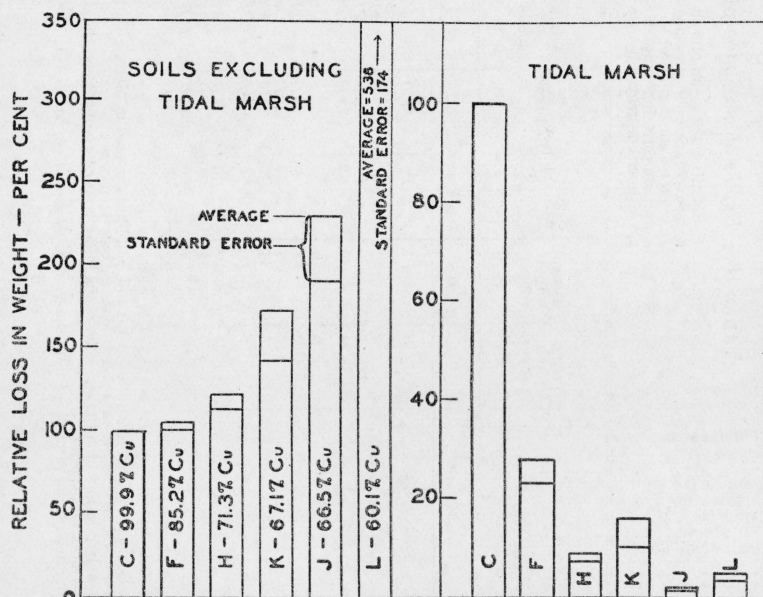 RELATIVE LOSS IN WEIGHT — PER CENT
350
300
250
200
150
100
50
0
SOILS EXCLUDING
TIDAL MARSH
AVERAGE
STANDARD ERROR
C - 99.9% Cu
F - 85.2% Cu
H - 71.3% Cu
K - 67.1% Cu
J - 66.5% Cu
L - 60.1% Cu
AVERAGE = 536
STANDARD ERROR = 174
TIDAL MARSH
100
80
60
40
20
C
F
H
K
J
L